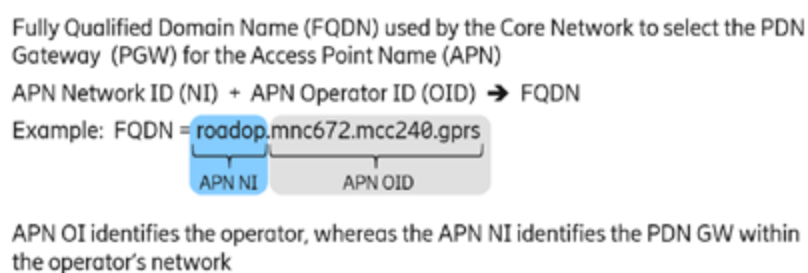 Fully Qualified Domain Name (FQDN) used by the Core Network to select the PDN
Gateway (PGW) for the Access Point Name (APN)
APN Network ID (NI) + APN Operator ID (OID) ➔ FQDN
Example: FQDN = roadop.mnc672.mcc240.gprs
APN NI APN OID
APN OI identifies the operator, whereas the APN NI identifies the PDN GW within
the operator's network